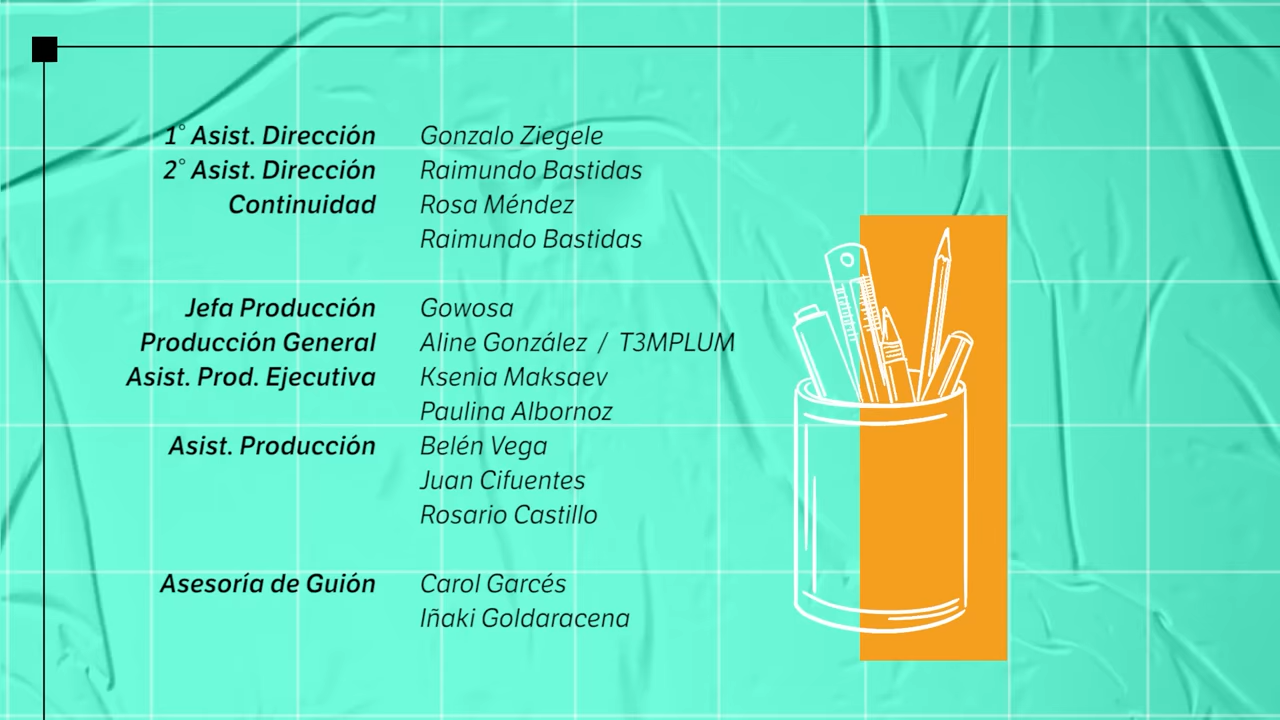 1° Asist. Dirección Gonzalo Ziegele
2° Asist. Dirección Raimundo Bastidas
Continuidad Rosa Méndez
Raimundo Bastidas
Jefa Producción Gowosa
Producción General Aline González / T3MPLUM
Asist. Prod. Ejecutiva Ksenia Maksaev
Paulina Albornoz
Asist. Producción Belén Vega
Juan Cifuentes
Rosario Castillo
Asesoría de Guión Carol Garcés
Iñaki Goldaracena